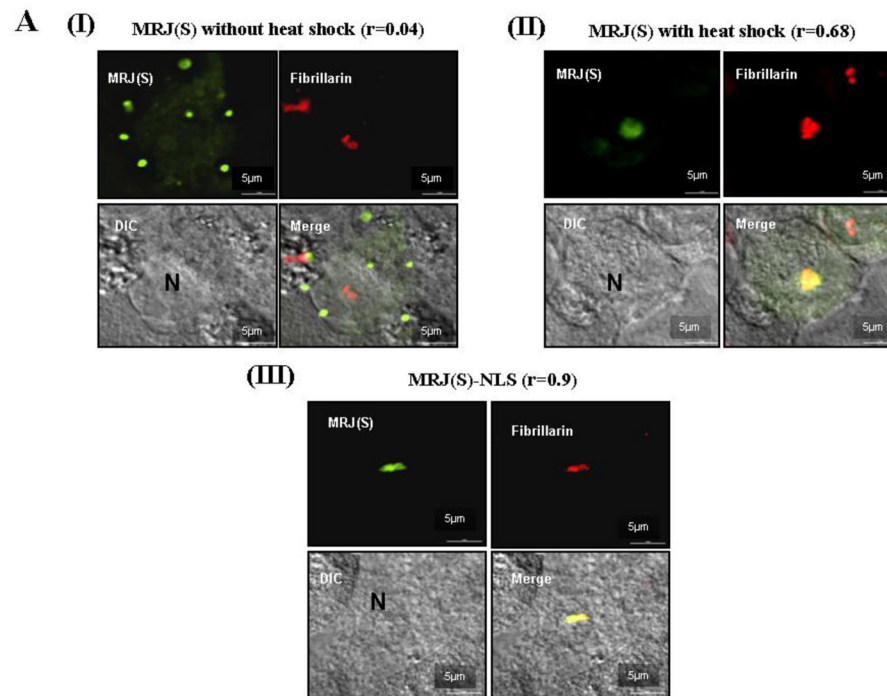 A
(I)
MRJ(S) without heat shock (r=0.04)
MRJ(S)
5µm
Fibrillarin
5µm
DIC
N
5µm
Merge
5µm
(II)
MRJ(S) with heat shock (r=0.68)
MRJ(S)
5µm
Fibrillarin
5µm
DIC
N
5µm
Merge
5µm
(III)
MRJ(S)-NLS (r=0.9)
MRJ(S)
5µm
Fibrillarin
5µm
DIC
N
5µm
Merge
5µm